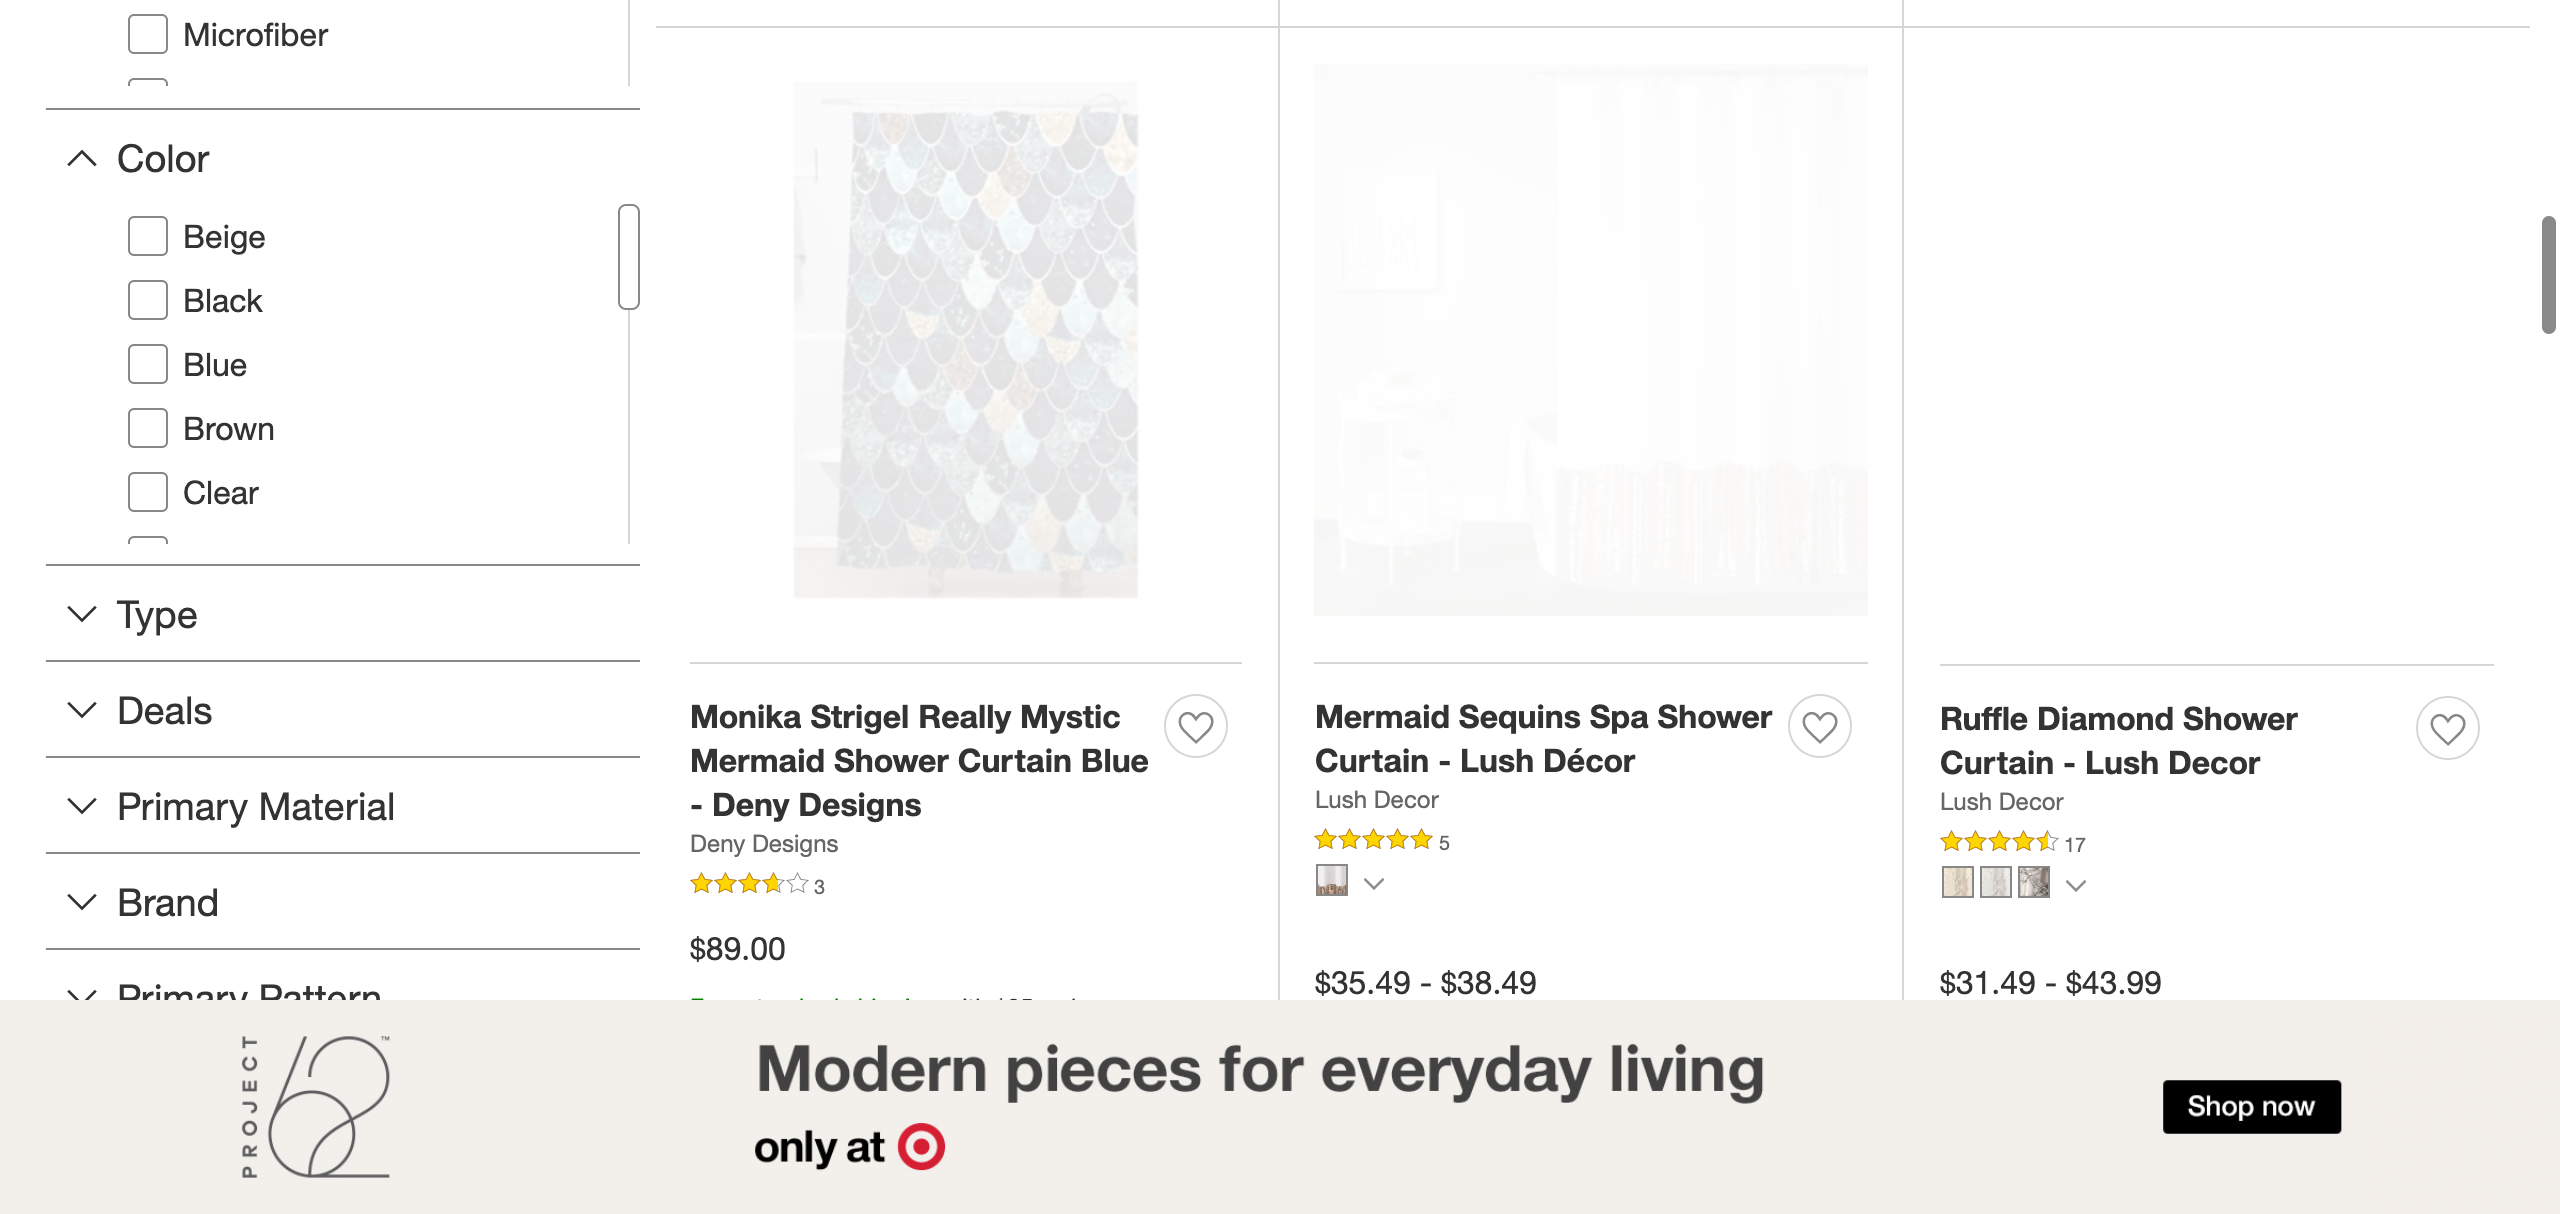 Microfiber
Color
Beige
Black
Blue
Brown
Clear
Type
Deals
Primary Material
Brand
Primary Pattern
Monika Strigel Really Mystic
Mermaid Shower Curtain Blue
- Deny Designs
Deny Designs
3
$89.00
Mermaid Sequins Spa Shower
Curtain - Lush Décor
Lush Decor
5
$35.49 - $38.49
Ruffle Diamond Shower
Curtain - Lush Decor
Lush Decor
17
$31.49 - $43.99
PROJECT
62™
Modern pieces for everyday living
only at
Shop now